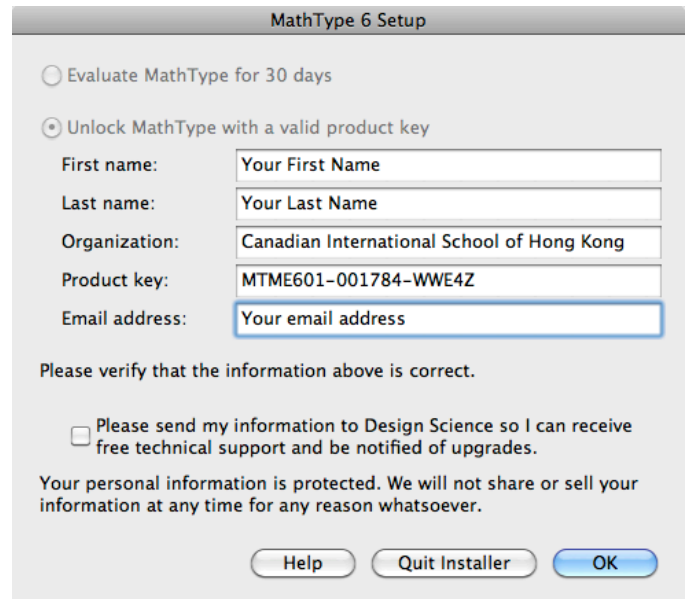 MathType 6 Setup
Evaluate MathType for 30 days
Unlock MathType with a valid product key
First name: Your First Name
Last name: Your Last Name
Organization: Canadian International School of Hong Kong
Product key: MTME601-001784-WWE4Z
Email address: Your email address
Please verify that the information above is correct.
Please send my information to Design Science so I can receive
free technical support and be notified of upgrades.
Your personal information is protected. We will not share or sell your
information at any time for any reason whatsoever.
Help Quit Installer OK